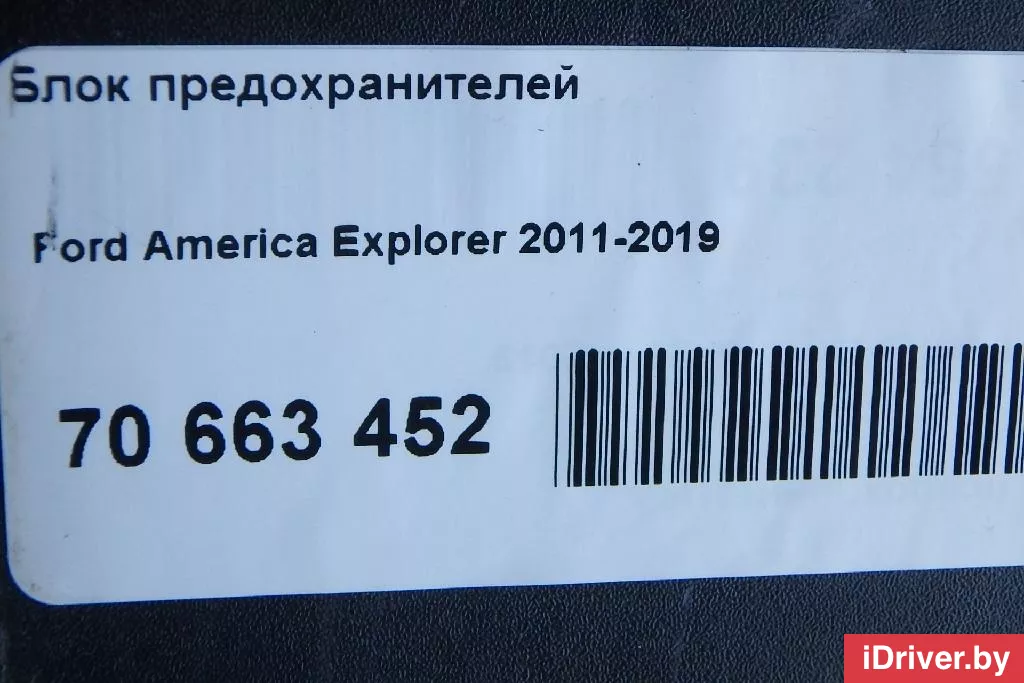 Блок предохранителей
Ford America Explorer 2011-2019
70 663 452
iDriver.by